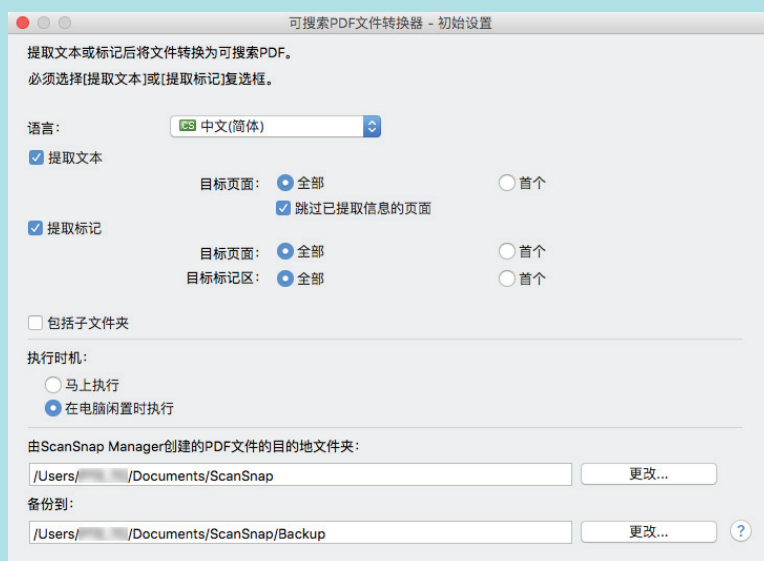 可搜索PDF文件转换器 - 初始设置
提取文本或标记后将文件转换为可搜索PDF。
必须选择[提取文本]或[提取标记]复选框。
语言： CS 中文(简体)
提取文本
目标页面： 全部 首个
跳过已提取信息的页面
提取标记
目标页面： 全部 首个
目标标记区： 全部 首个
包括子文件夹
执行时机：
马上执行
在电脑闲置时执行
由ScanSnap Manager创建的PDF文件的目的地文件夹：
/Users/ /Documents/ScanSnap 更改...
备份到：
/Users/ /Documents/ScanSnap/Backup 更改... ?